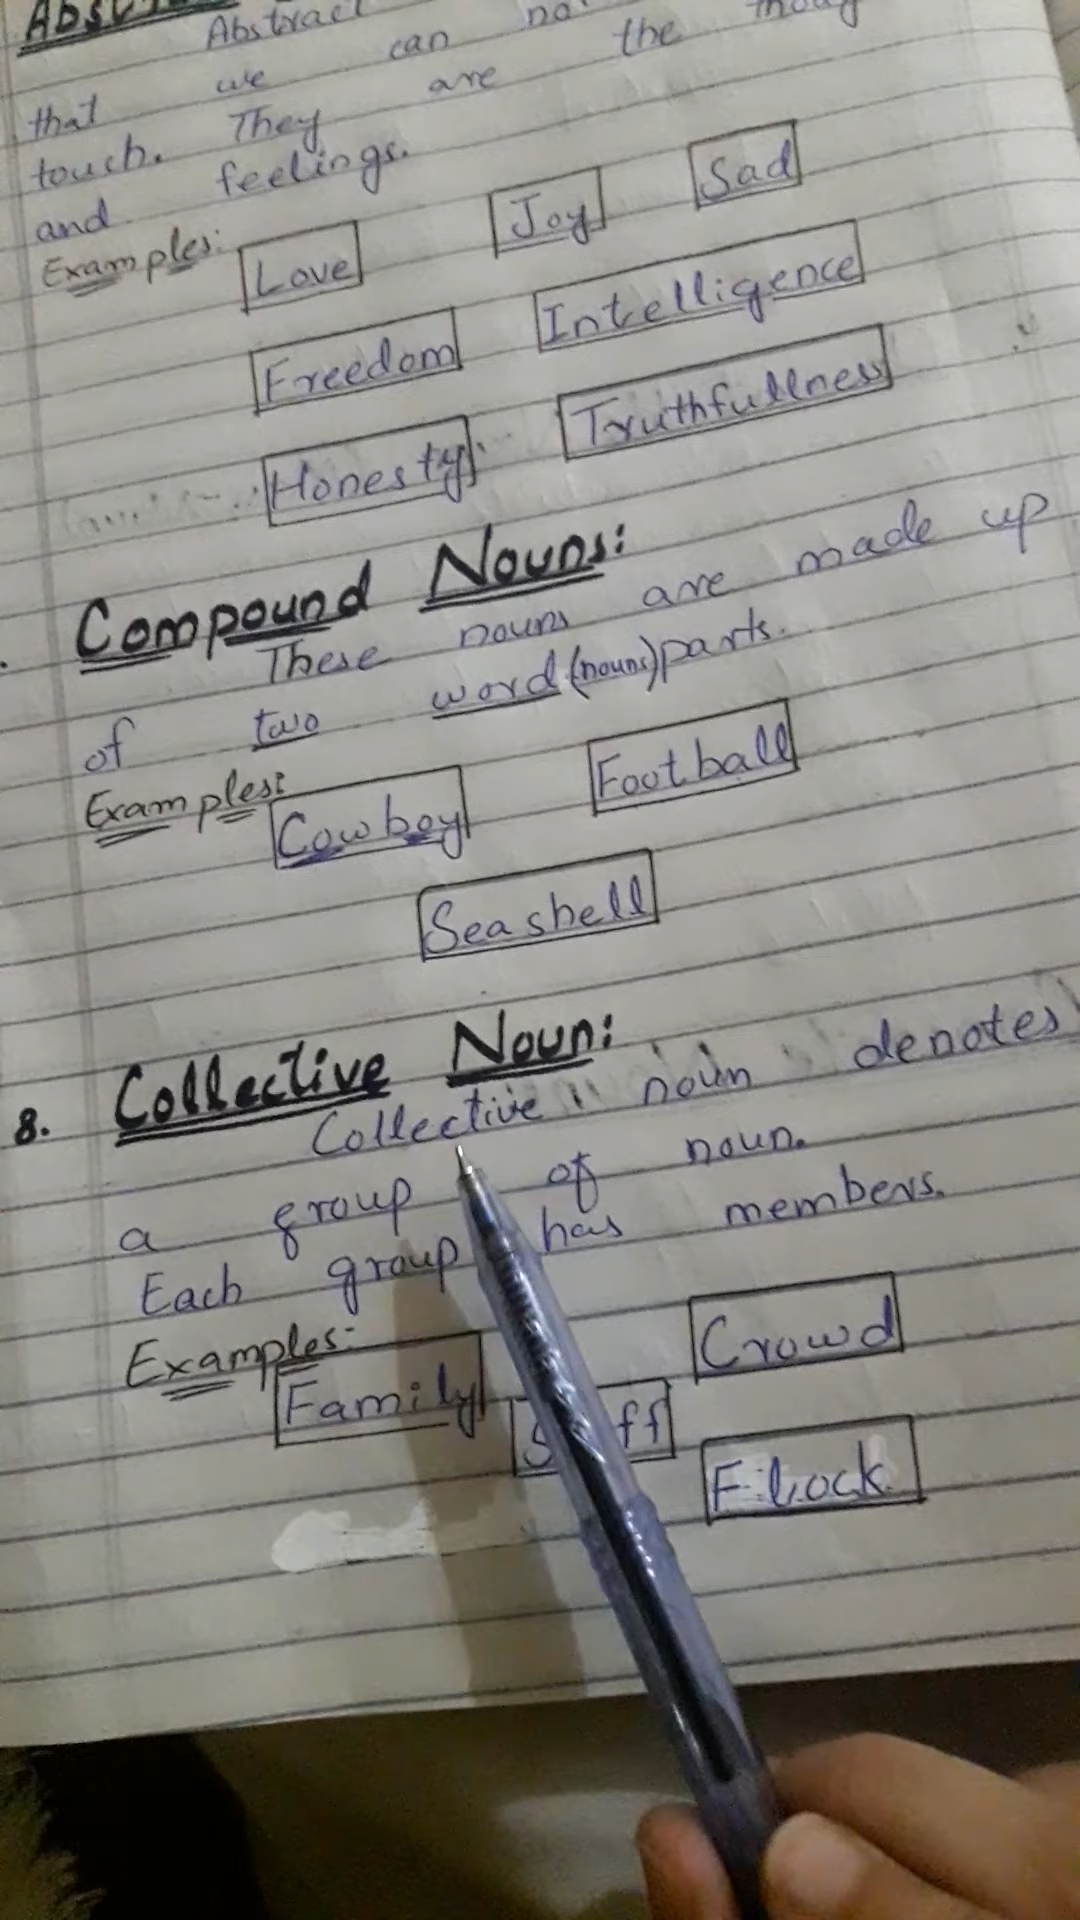 Abstract
that we can
touch. They are the
and feelings.
Examples: Love Joy Sad
Freedom Intelligence
Honesty Truthfullness
Compound Nouns:
These nouns are made up
of two word (nouns) parts.
Examples: Cowboy Football
Seashell
8. Collective Noun:
Collective noun denotes
a group of noun.
Each group has members.
Examples: Family Crowd
Flock